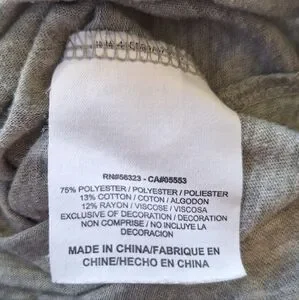 RN#56323 - CA#05553
75% POLYESTER / POLYESTER / POLIESTER
13% COTTON / COTON / ALGODON
12% RAYON / VISCOSE / VISCOSA
EXCLUSIVE OF DECORATION / DECORATION
NON COMPRISE / NO INCLUYE LA
DECORACION
MADE IN CHINA/FABRIQUE EN
CHINE/HECHO EN CHINA